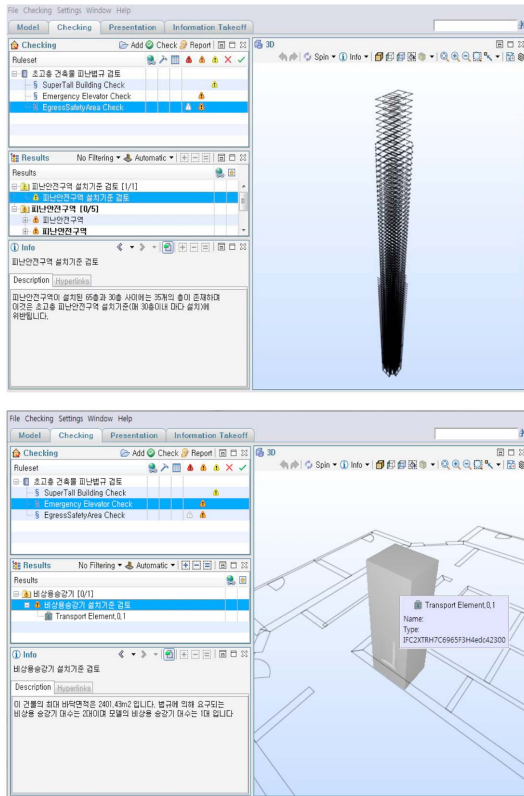 File Checking Settings Window Help
Model Checking Presentation Information Takeoff
Checking Add Check Report
Ruleset
초고층 건축물 피난법규 검토
§ SuperTall Building Check
§ Emergency Elevator Check
§ EgressSafetyArea Check
Results No Filtering Automatic
Results
피난안전구역 설치기준 검토 [1/1]
피난안전구역 설치기준 검토
피난안전구역 [0/5]
피난안전구역
피난안전구역
Info
피난안전구역 설치기준 검토
Description Hyperlinks
피난안전구역이 설치된 65층과 30층 사이에는 35개의 층이 존재하며
이것은 초고층 피난안전구역 설치기준(매 30층이내 마다 설치)에
위반됩니다.
3D
Spin Info
File Checking Settings Window Help
Model Checking Presentation Information Takeoff
Checking Add Check Report
Ruleset
초고층 건축물 피난법규 검토
§ SuperTall Building Check
§ Emergency Elevator Check
§ EgressSafetyArea Check
Results No Filtering Automatic
Results
비상용승강기 [0/1]
비상용승강기 설치기준 검토
Transport Element,0,1
Info
비상용승강기 설치기준 검토
Description Hyperlinks
이 건물의 최대 바닥면적은 2401,43m2 입니다. 법규에 의해 요구되는
비상용 승강기 대수는 2대이며 모델의 비상용 승강기 대수는 1대 입니다
3D
Spin Info
Transport Element,0,1
Name:
Type:
IFC2XTRH7C6965F3H4edc42300